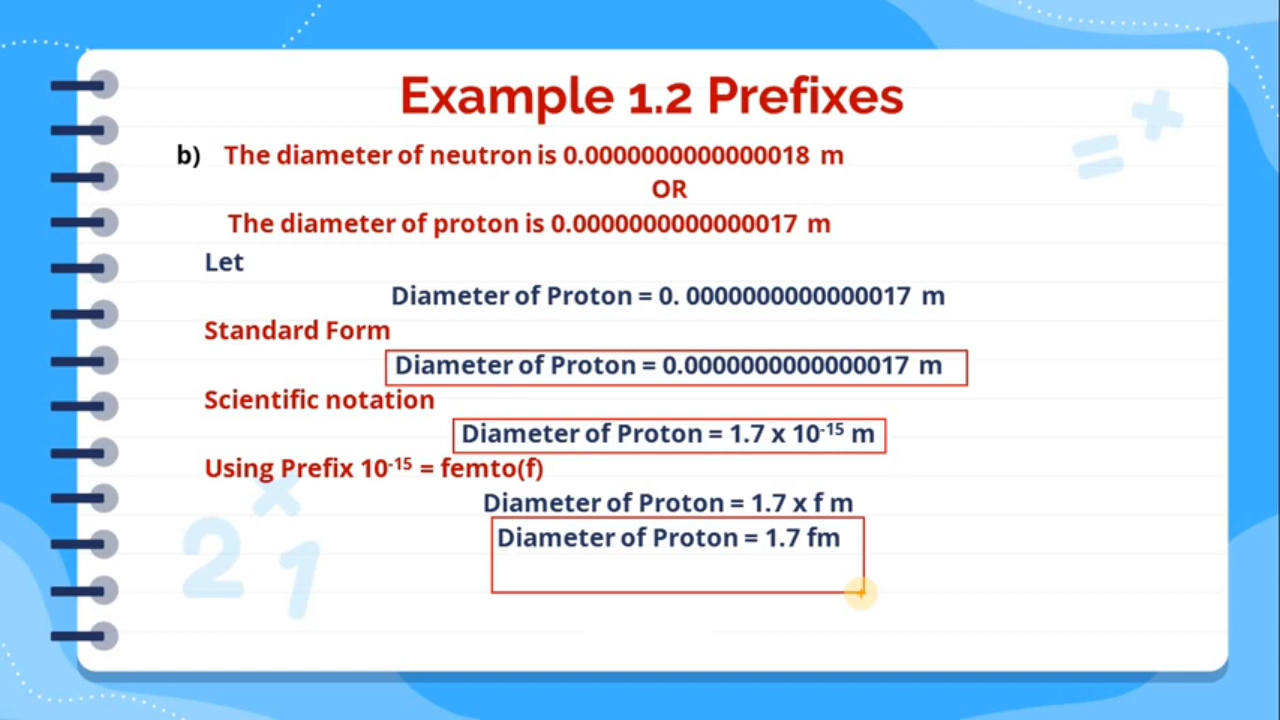 Example 1.2 Prefixes
b) The diameter of neutron is 0.0000000000000018 m
OR
The diameter of proton is 0.0000000000000017 m
Let
Diameter of Proton = 0. 0000000000000017 m
Standard Form
Diameter of Proton = 0.0000000000000017 m
Scientific notation
Diameter of Proton = 1.7 x 10⁻¹⁵ m
Using Prefix 10⁻¹⁵ = femto(f)
Diameter of Proton = 1.7 x f m
Diameter of Proton = 1.7 fm
2 1